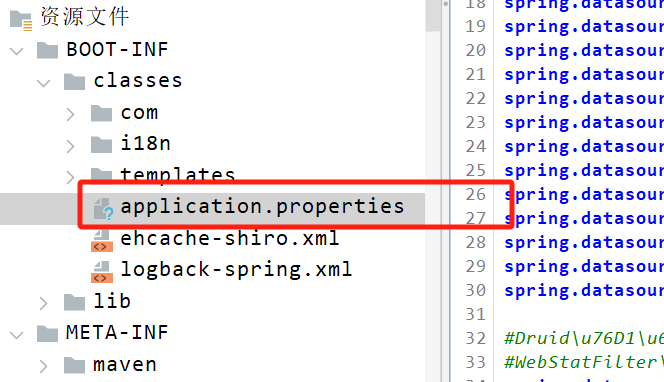 资源文件
BOOT-INF
classes
com
i18n
templates
application.properties
ehcache-shiro.xml
logback-spring.xml
lib
META-INF
maven
18 spring.datasour
19 spring.datasour
20 spring.datasour
21 spring.datasour
22 spring.datasour
23 spring.datasour
24 spring.datasour
25 spring.datasour
26 spring.datasour
27 spring.datasour
28 spring.datasour
29 spring.datasour
30 spring.datasour
31
32 #Druid\u76D1\u6
33 #WebStatFilter\